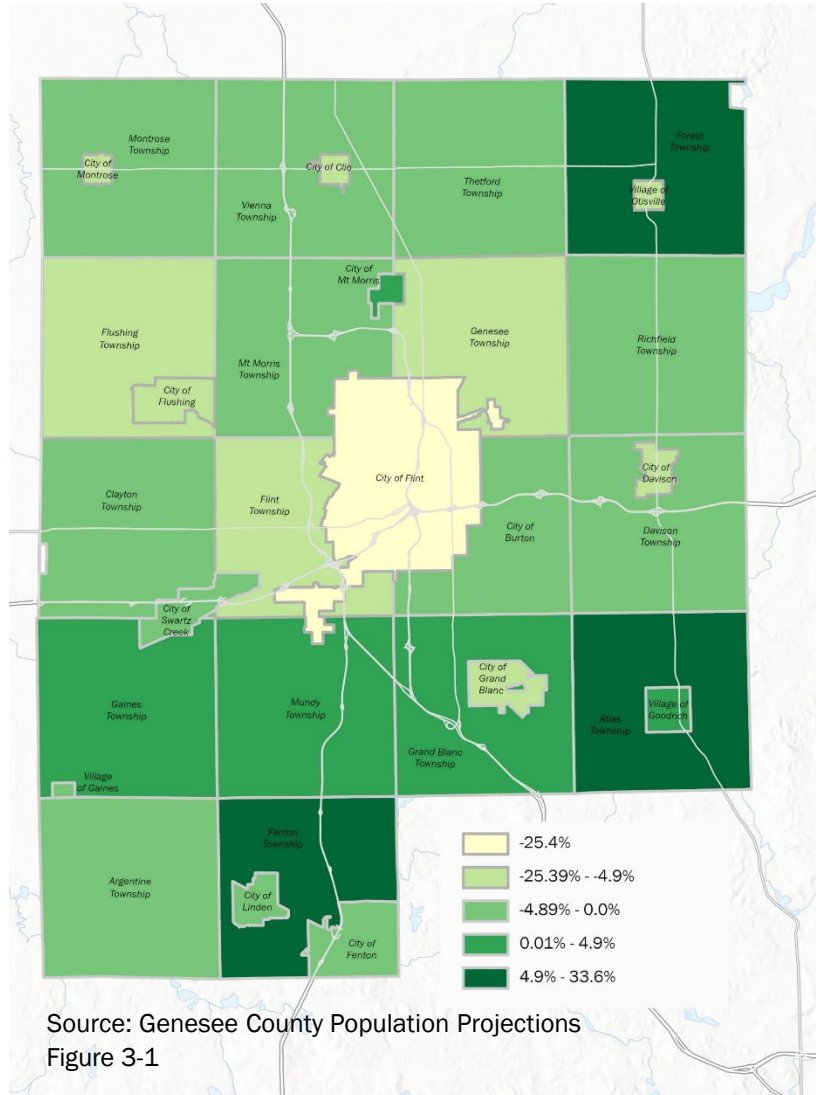 Montrose
Township
City of
Montrose
City of Clio
Vienna
Township
Thetford
Township
Forest
Township
Village of
Otisville
Flushing
Township
City of
Flushing
Mt Morris
Township
City of
Mt Morris
Genesee
Township
Richfield
Township
Clayton
Township
Flint
Township
City of Flint
City of
Burton
City of
Davison
Davison
Township
City of
Swartz
Creek
Gaines
Township
Village
of Gaines
Mundy
Township
City of
Grand
Blanc
Grand Blanc
Township
Atlas
Township
Village of
Goodrich
Argentine
Township
Fenton
Township
City of
Linden
City of
Fenton
-25.4%
-25.39% - -4.9%
-4.89% - 0.0%
0.01% - 4.9%
4.9% - 33.6%
Source: Genesee County Population Projections
Figure 3-1